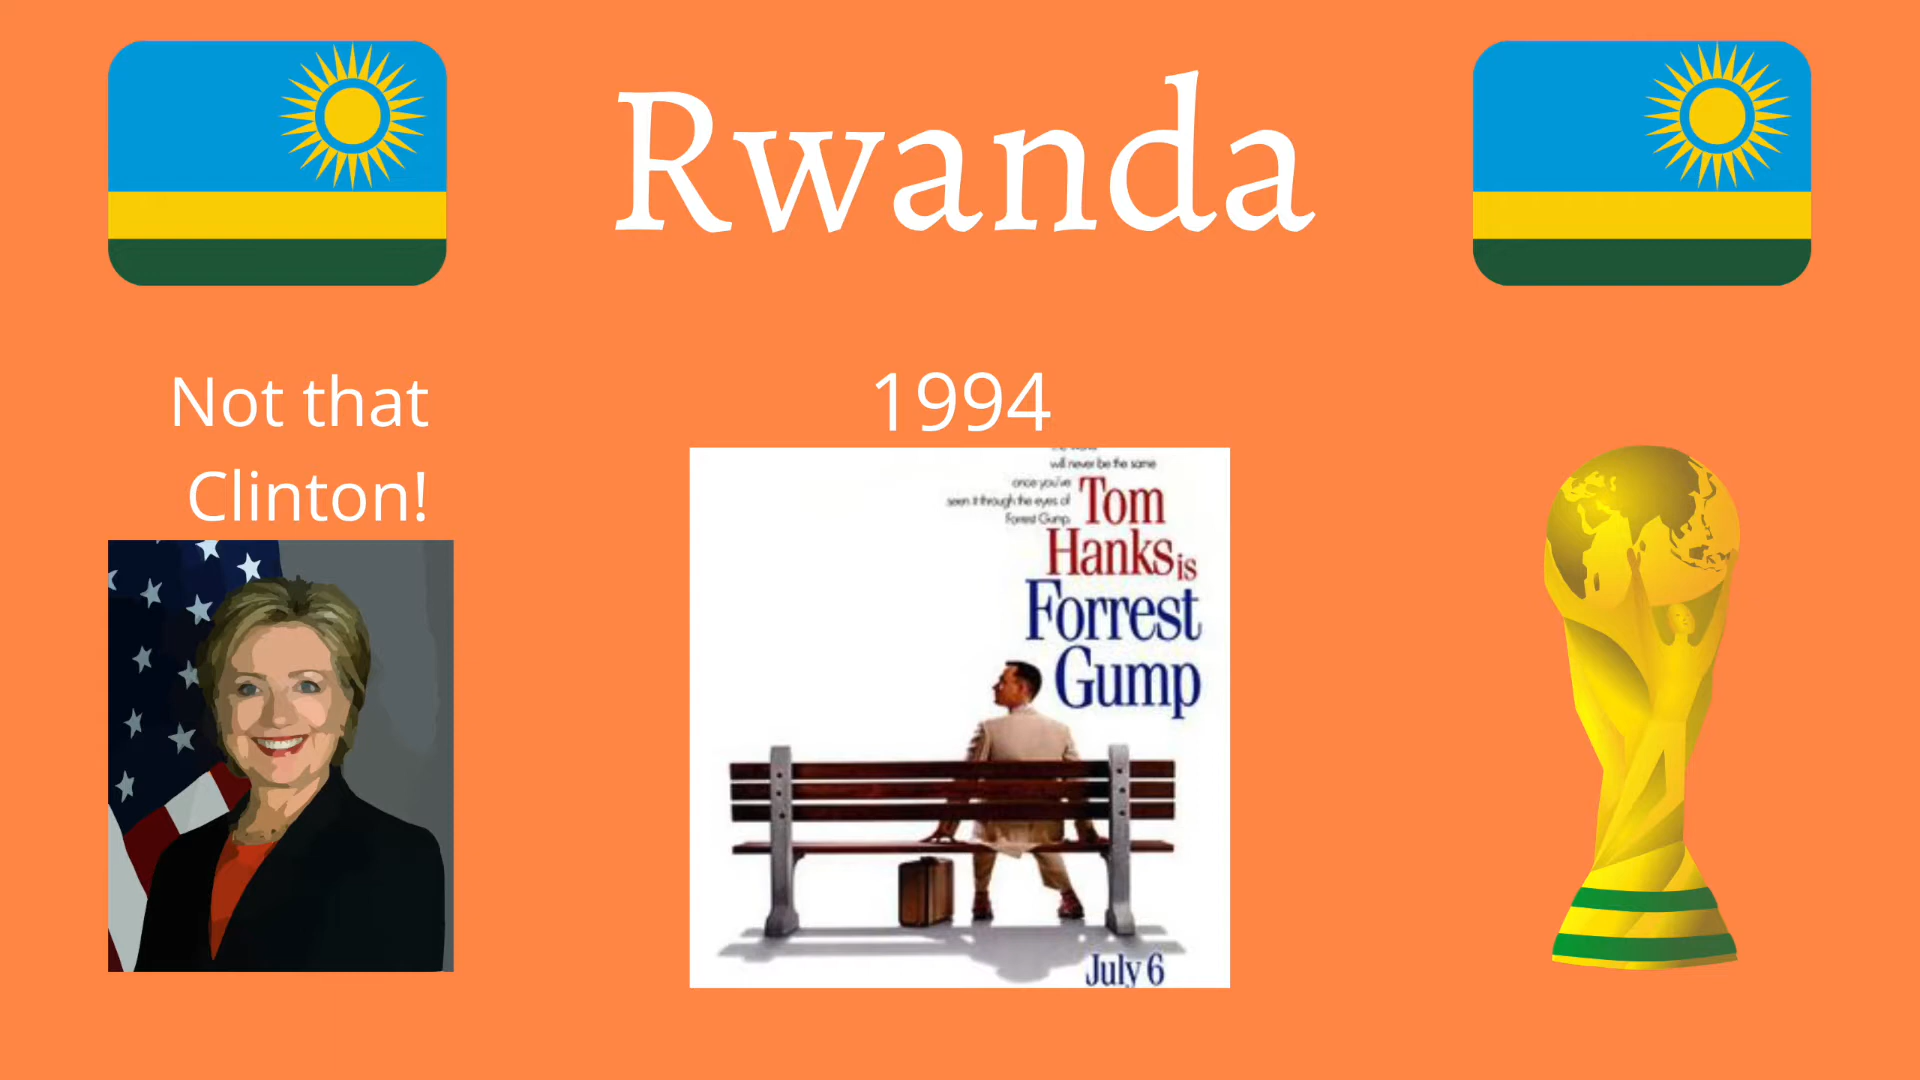 Rwanda
Not that
Clinton!
1994
will never be the same
once you've
seen it through the eyes of
Forrest Gump.
Tom
Hanks is
Forrest
Gump
July 6